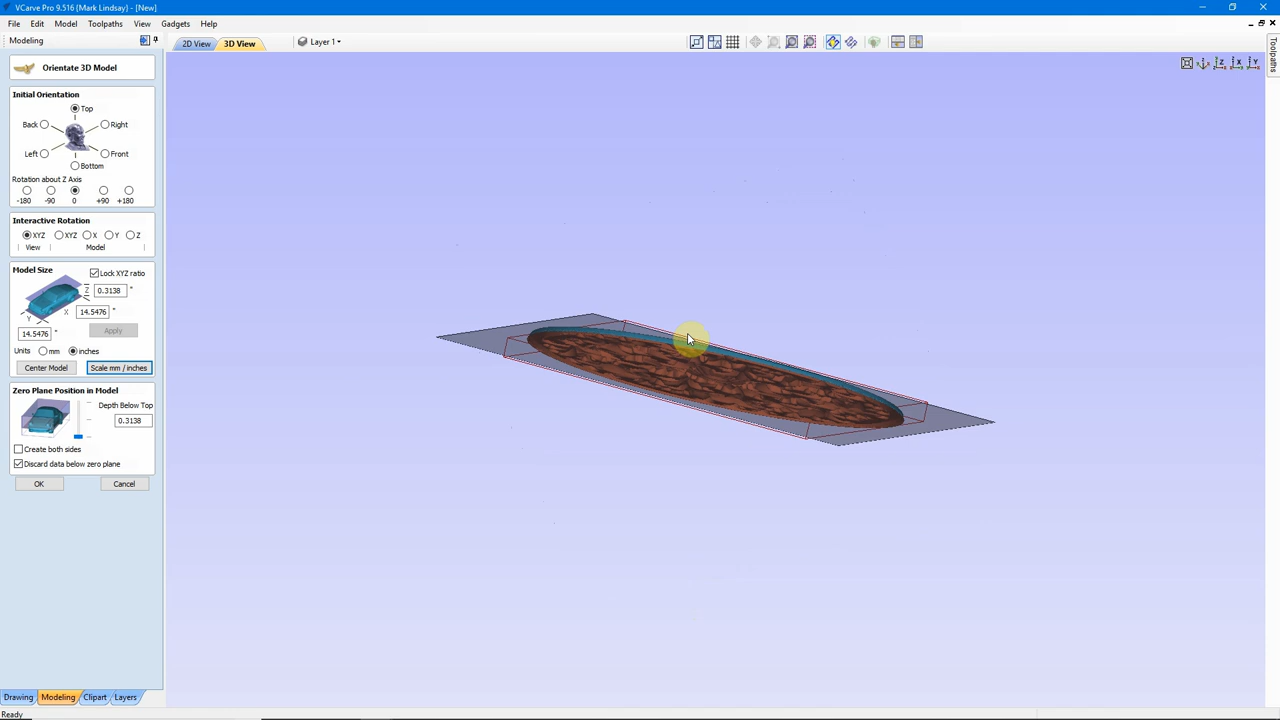 VCarve Pro 9.516 {Mark Lindsay} - [New]
File Edit Model Toolpaths View Gadgets Help
Modeling
2D View 3D View Layer 1
Toolpaths
Orientate 3D Model
Initial Orientation
Top
Back Right
Left Front
Bottom
Rotation about Z Axis
-180 -90 0 +90 +180
Interactive Rotation
XYZ XYZ X Y Z
View Model
Model Size
Lock XYZ ratio
Z 0.3138 "
X 14.5476 "
Y
14.5476 "
Apply
Units mm inches
Center Model Scale mm / inches
Zero Plane Position in Model
Depth Below Top
0.3138
Create both sides
Discard data below zero plane
OK Cancel
Drawing Modeling Clipart Layers
Ready